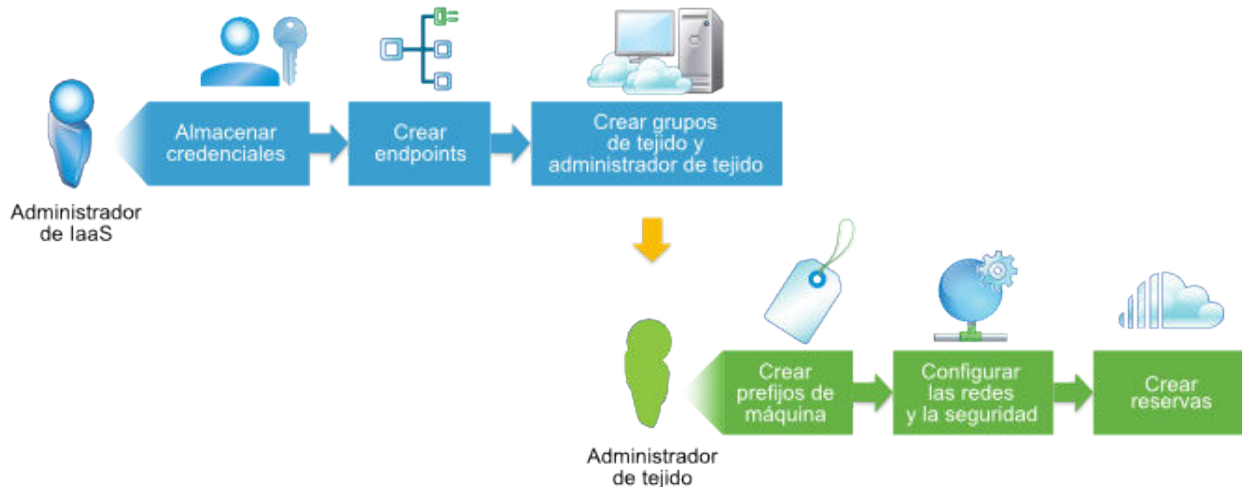 Almacenar
credenciales
Crear
endpoints
Crear grupos
de tejido y
administrador de tejido
Administrador
de IaaS
Crear
prefijos de
máquina
Configurar
las redes
y la seguridad
Crear
reservas
Administrador
de tejido